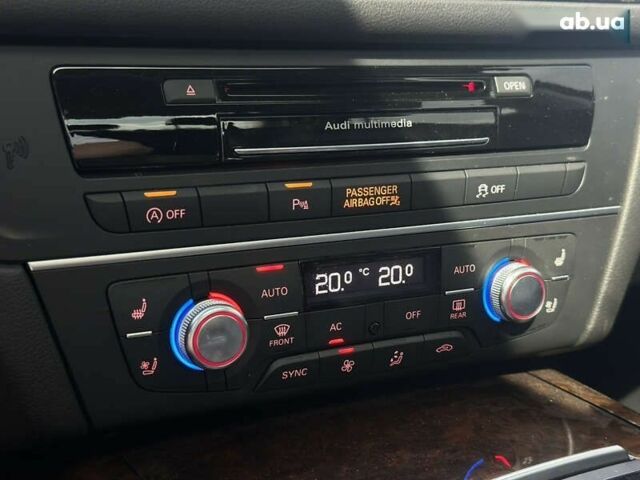 ab.ua
OPEN
Audi multimedia
A OFF
P
PASSENGER
AIRBAG OFF
OFF
AUTO
20.0 °C 20.0
AUTO
FRONT
AC
OFF
REAR
SYNC